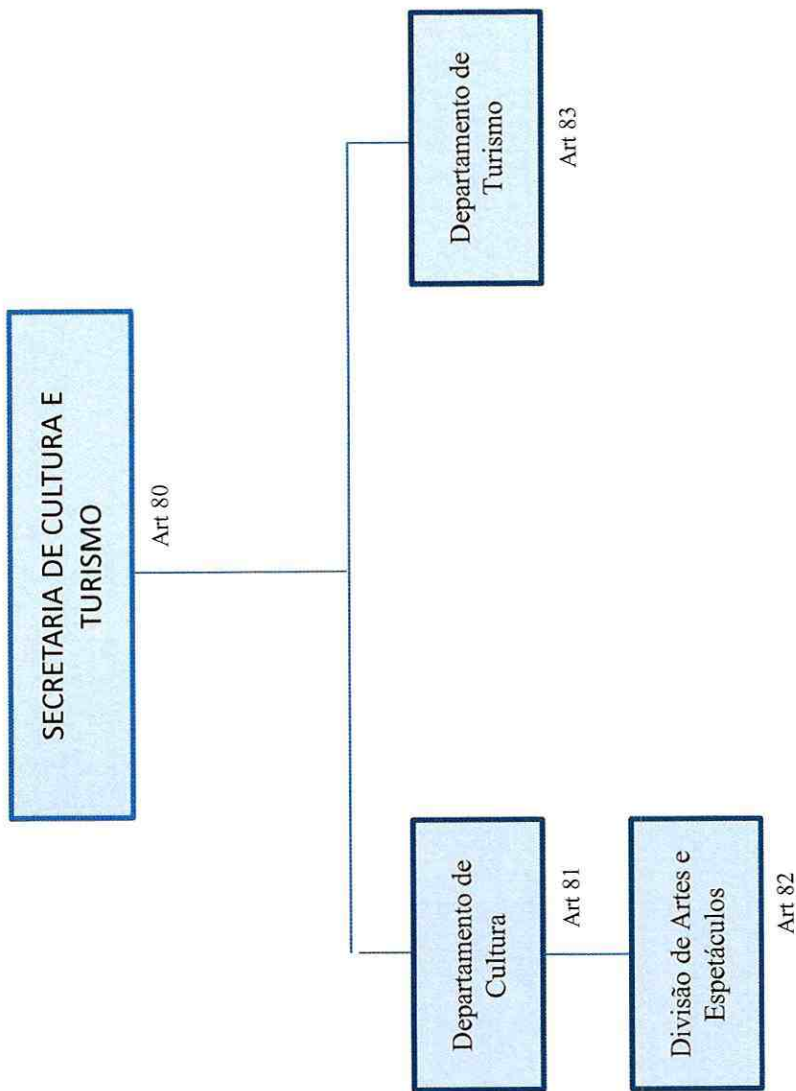 SECRETARIA DE CULTURA E
TURISMO
Art 80
Departamento de
Cultura
Art 81
Divisão de Artes e
Espetáculos
Art 82
Departamento de
Turismo
Art 83